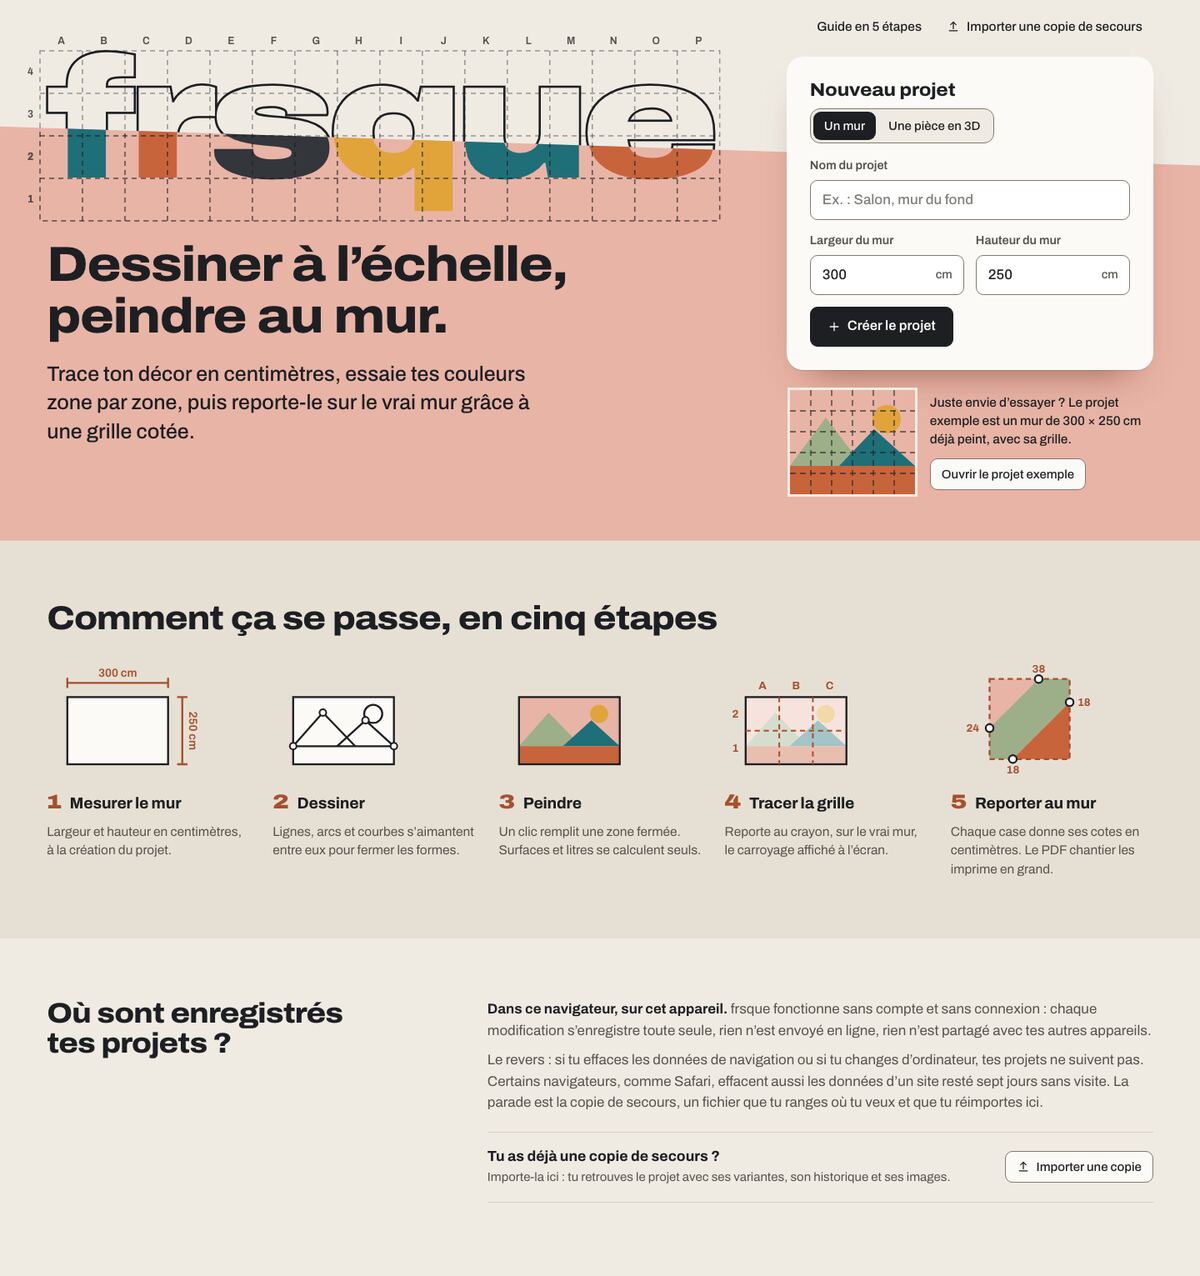 Guide en 5 étapes
Importer une copie de secours
A B C D E F G H I J K L M N O P
4
3
2
1
frsque
Dessiner à l’échelle,
peindre au mur.
Trace ton décor en centimètres, essaie tes couleurs
zone par zone, puis reporte-le sur le vrai mur grâce à
une grille cotée.
Nouveau projet
Un mur
Une pièce en 3D
Nom du projet
Ex. : Salon, mur du fond
Largeur du mur
Hauteur du mur
300 cm
250 cm
+ Créer le projet
Juste envie d’essayer ? Le projet
exemple est un mur de 300 × 250 cm
déjà peint, avec sa grille.
Ouvrir le projet exemple
Comment ça se passe, en cinq étapes
300 cm
250 cm
1 Mesurer le mur
Largeur et hauteur en centimètres,
à la création du projet.
2 Dessiner
Lignes, arcs et courbes s’aimantent
entre eux pour fermer les formes.
3 Peindre
Un clic remplit une zone fermée.
Surfaces et litres se calculent seuls.
A B C
2
1
4 Tracer la grille
Reporte au crayon, sur le vrai mur,
le carroyage affiché à l’écran.
38
18
24
18
5 Reporter au mur
Chaque case donne ses cotes en
centimètres. Le PDF chantier les
imprime en grand.
Où sont enregistrés
tes projets ?
Dans ce navigateur, sur cet appareil. frsque fonctionne sans compte et sans connexion : chaque
modification s’enregistre toute seule, rien n’est envoyé en ligne, rien n’est partagé avec tes autres appareils.
Le revers : si tu effaces les données de navigation ou si tu changes d’ordinateur, tes projets ne suivent pas.
Certains navigateurs, comme Safari, effacent aussi les données d’un site resté sept jours sans visite. La
parade est la copie de secours, un fichier que tu ranges où tu veux et que tu réimportes ici.
Tu as déjà une copie de secours ?
Importe-la ici : tu retrouves le projet avec ses variantes, son historique et ses images.
Importer une copie